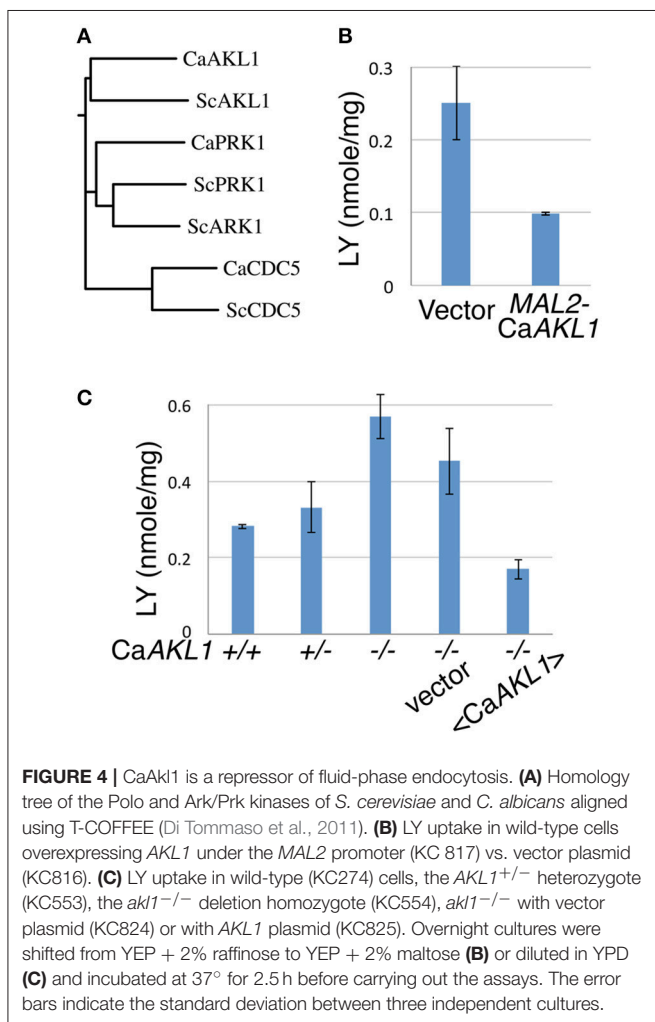 A
CaAKL1
ScAKL1
CaPRK1
ScPRK1
ScARK1
CaCDC5
ScCDC5
B
LY (nmole/mg)
0.3
0.2
0.1
0
Vector
MAL2-
CaAKL1
C
LY (nmole/mg)
0.6
0.4
0.2
0
CaAKL1 +/+ +/- -/- -/- -/-
vector
<CaAKL1>
FIGURE 4 | CaAkl1 is a repressor of fluid-phase endocytosis. (A) Homology
tree of the Polo and Ark/Prk kinases of S. cerevisiae and C. albicans aligned
using T-COFFEE (Di Tommaso et al., 2011). (B) LY uptake in wild-type cells
overexpressing AKL1 under the MAL2 promoter (KC 817) vs. vector plasmid
(KC816). (C) LY uptake in wild-type (KC274) cells, the AKL1+/− heterozygote
(KC553), the akl1−/− deletion homozygote (KC554), akl1−/− with vector
plasmid (KC824) or with AKL1 plasmid (KC825). Overnight cultures were
shifted from YEP + 2% raffinose to YEP + 2% maltose (B) or diluted in YPD
(C) and incubated at 37° for 2.5 h before carrying out the assays. The error
bars indicate the standard deviation between three independent cultures.